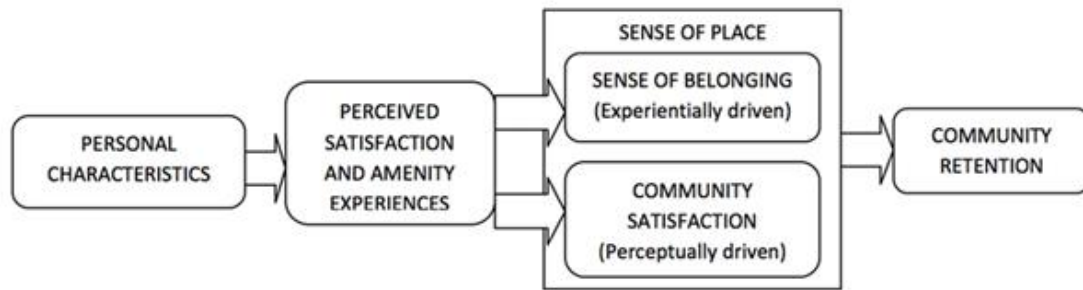 PERSONAL
CHARACTERISTICS
PERCEIVED
SATISFACTION
AND AMENITY
EXPERIENCES
SENSE OF PLACE
SENSE OF BELONGING
(Experientially driven)
COMMUNITY
SATISFACTION
(Perceptually driven)
COMMUNITY
RETENTION